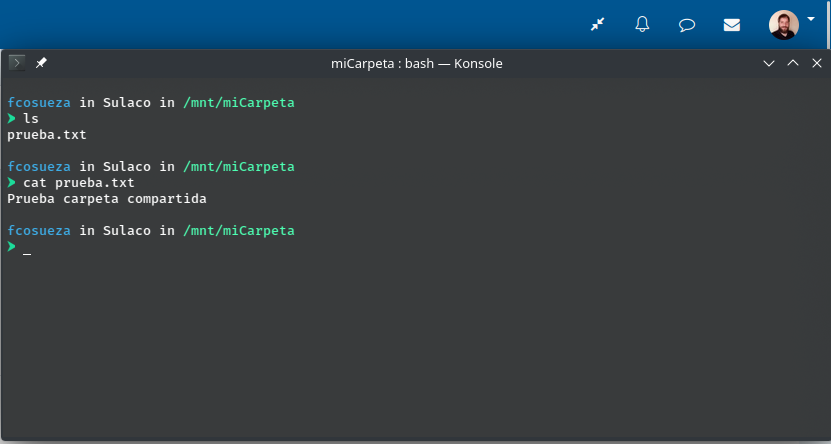 miCarpeta : bash — Konsole
fcosueza in Sulaco in /mnt/miCarpeta
❯ ls
prueba.txt
fcosueza in Sulaco in /mnt/miCarpeta
❯ cat prueba.txt
Prueba carpeta compartida
fcosueza in Sulaco in /mnt/miCarpeta
❯ _